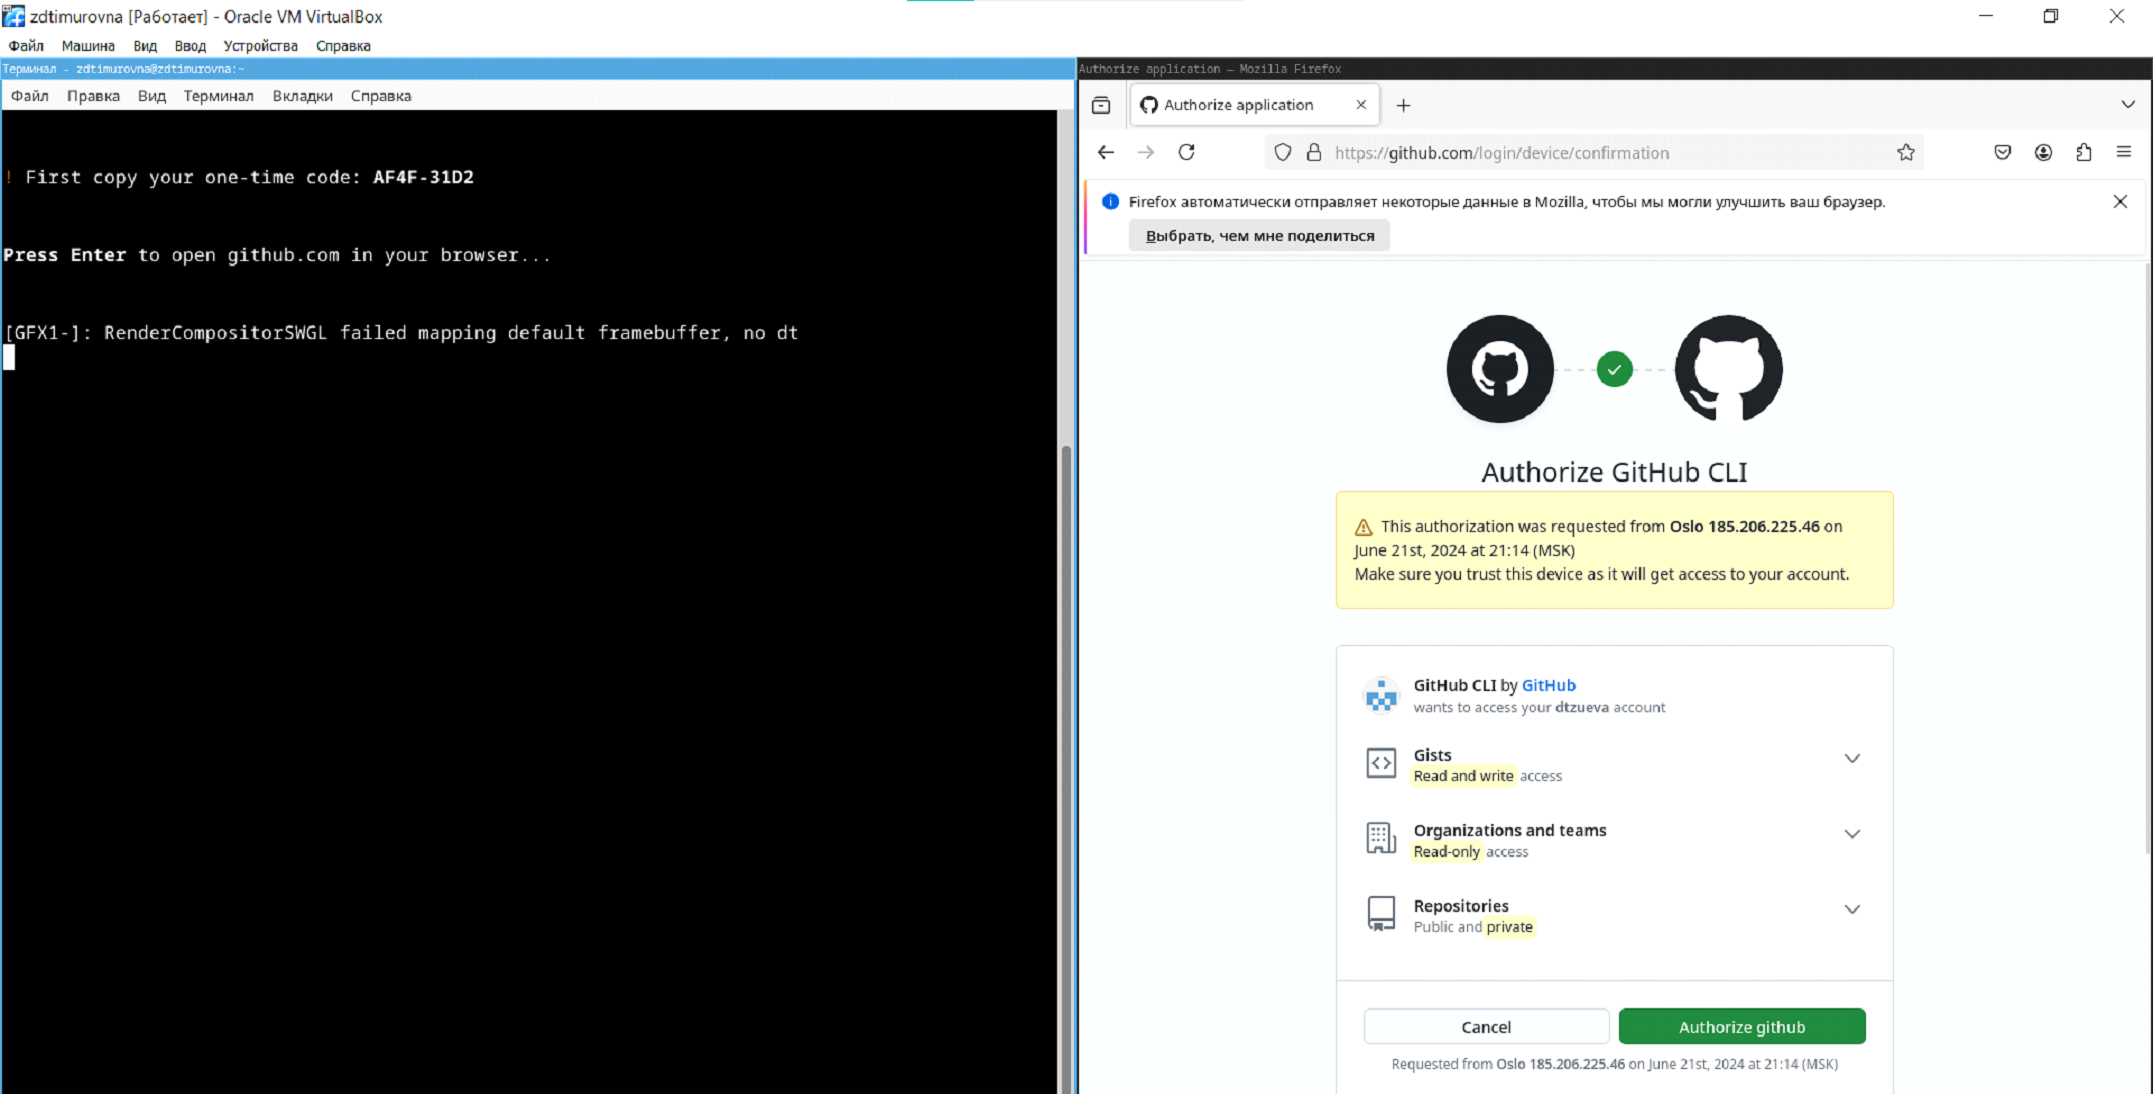 zdtimurovna [Работает] - Oracle VM VirtualBox
Файл Машина Вид Ввод Устройства Справка
Терминал - zdtimurovna@zdtimurovna:~
Файл Правка Вид Терминал Вкладки Справка
! First copy your one-time code: AF4F-31D2
Press Enter to open github.com in your browser...
[GFX1-]: RenderCompositorSWGL failed mapping default framebuffer, no dt
Authorize application — Mozilla Firefox
Authorize application
https://github.com/login/device/confirmation
Firefox автоматически отправляет некоторые данные в Mozilla, чтобы мы могли улучшить ваш браузер.
Выбрать, чем мне поделиться
Authorize GitHub CLI
This authorization was requested from Oslo 185.206.225.46 on
June 21st, 2024 at 21:14 (MSK)
Make sure you trust this device as it will get access to your account.
GitHub CLI by GitHub
wants to access your dtzueva account
Gists
Read and write access
Organizations and teams
Read-only access
Repositories
Public and private
Cancel Authorize github
Requested from Oslo 185.206.225.46 on June 21st, 2024 at 21:14 (MSK)